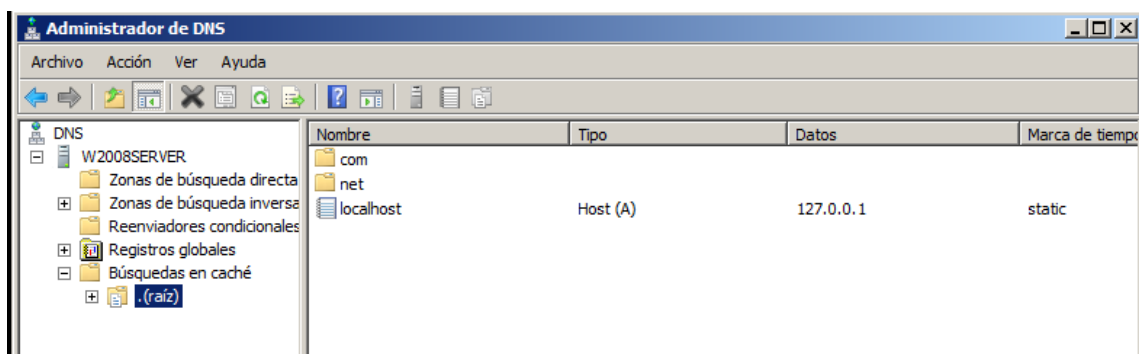 Administrador de DNS
Archivo Acción Ver Ayuda
DNS
W2008SERVER
Zonas de búsqueda directa
Zonas de búsqueda inversa
Reenviadores condicionales
Registros globales
Búsquedas en caché
.(raíz)
Nombre Tipo Datos Marca de tiempo
com
net
localhost Host (A) 127.0.0.1 static